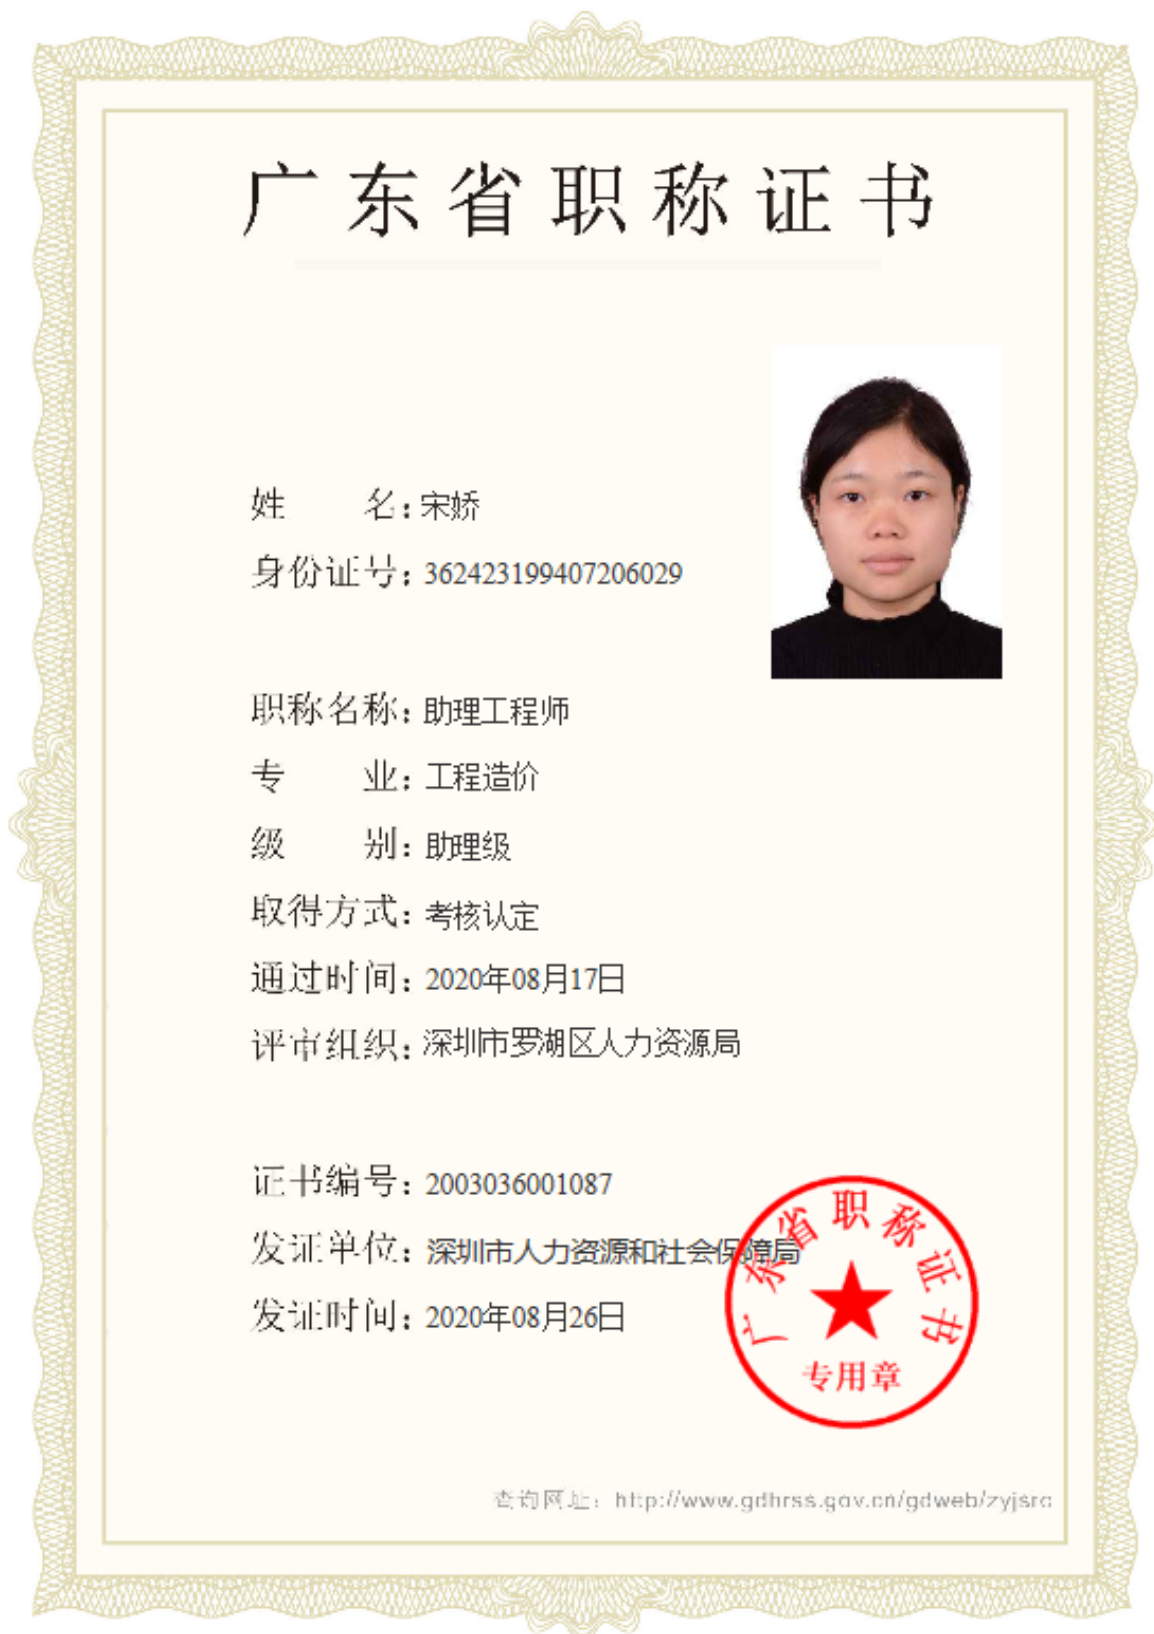 广东省职称证书
姓 名：宋娇
身份证号：362423199407206029
职称名称：助理工程师
专 业：工程造价
级 别：助理级
取得方式：考核认定
通过时间：2020年08月17日
评审组织：深圳市罗湖区人力资源局
证书编号：2003036001087
发证单位：深圳市人力资源和社会保障局
发证时间：2020年08月26日
广东省职称证书
专用章
查询网址：http://www.gdhrss.gov.cn/gdweb/zyjsrc